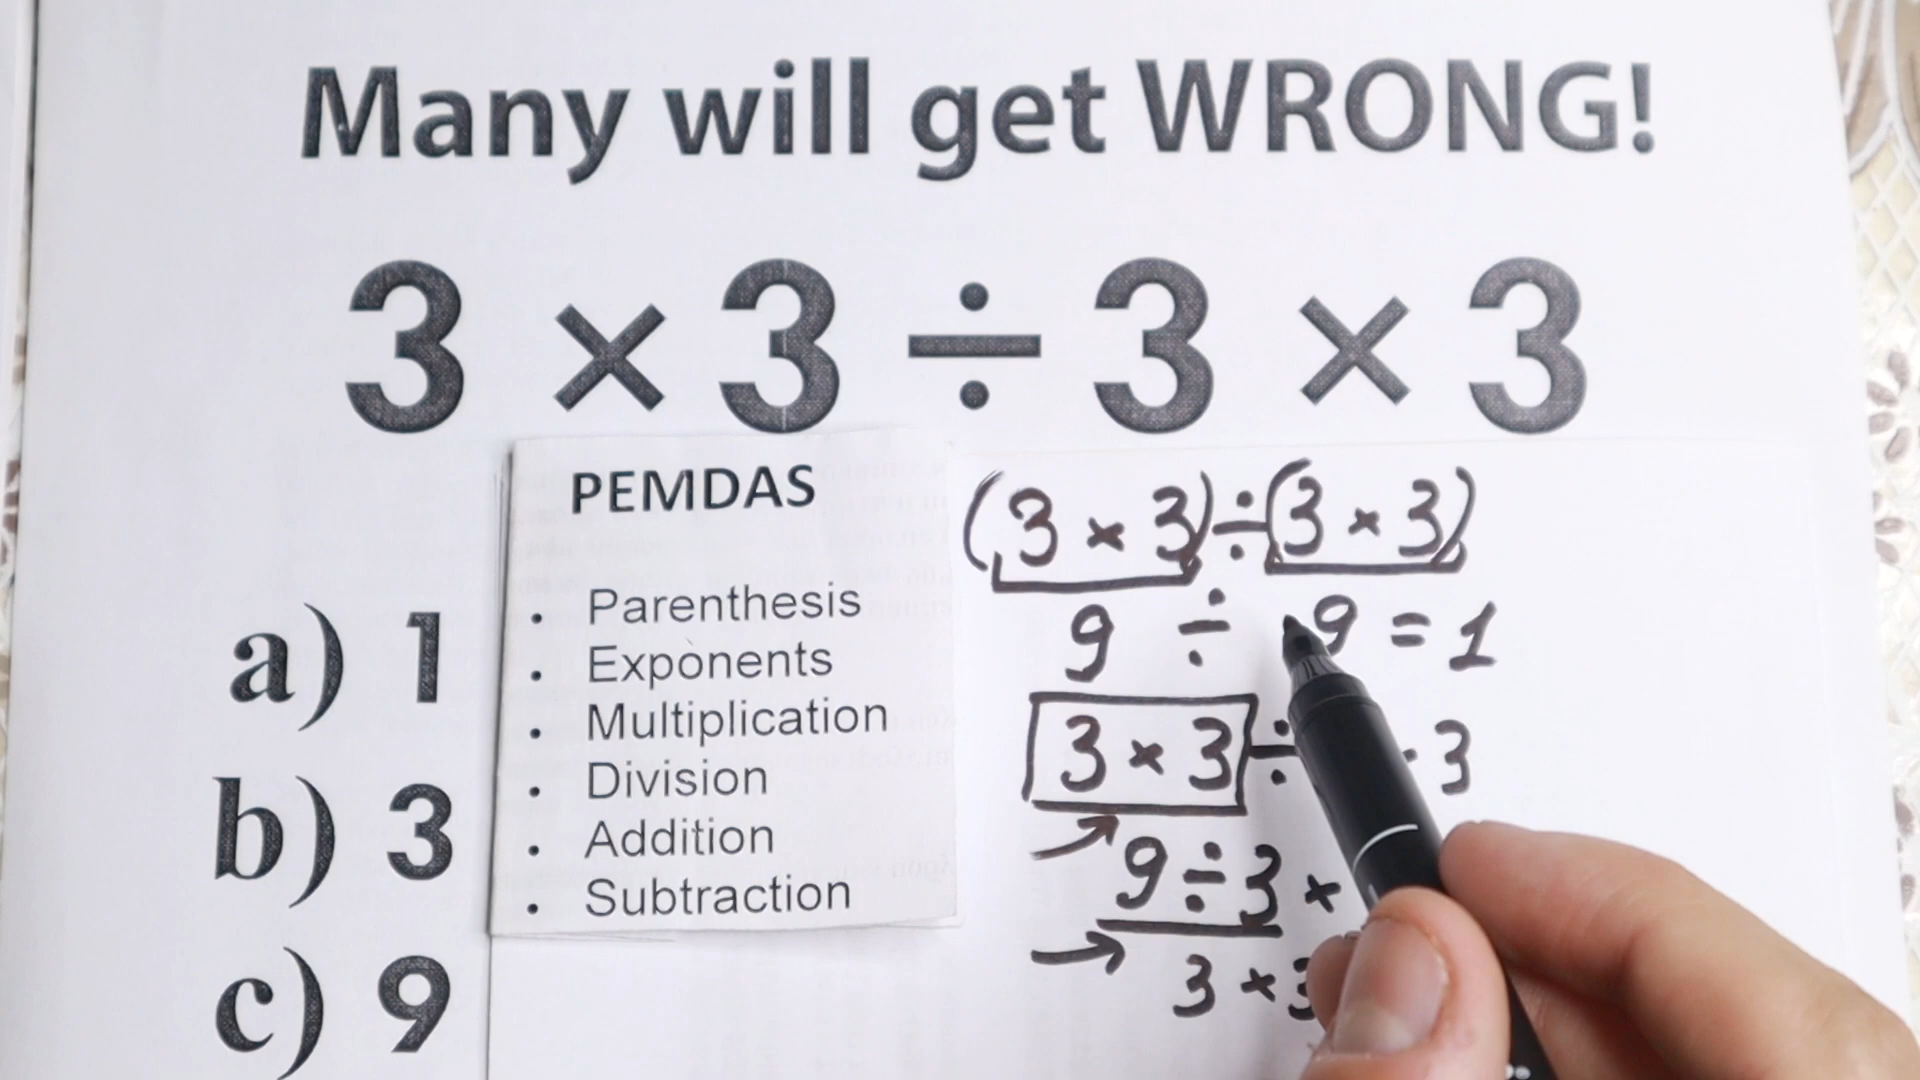 Many will get WRONG!
3 × 3 ÷ 3 × 3
a) 1
b) 3
c) 9
PEMDAS
• Parenthesis
• Exponents
• Multiplication
• Division
• Addition
• Subtraction
(3 × 3) ÷ (3 × 3)
9 ÷ 9 = 1
3 × 3 ÷ 3
9 ÷ 3 ×
3 × 3